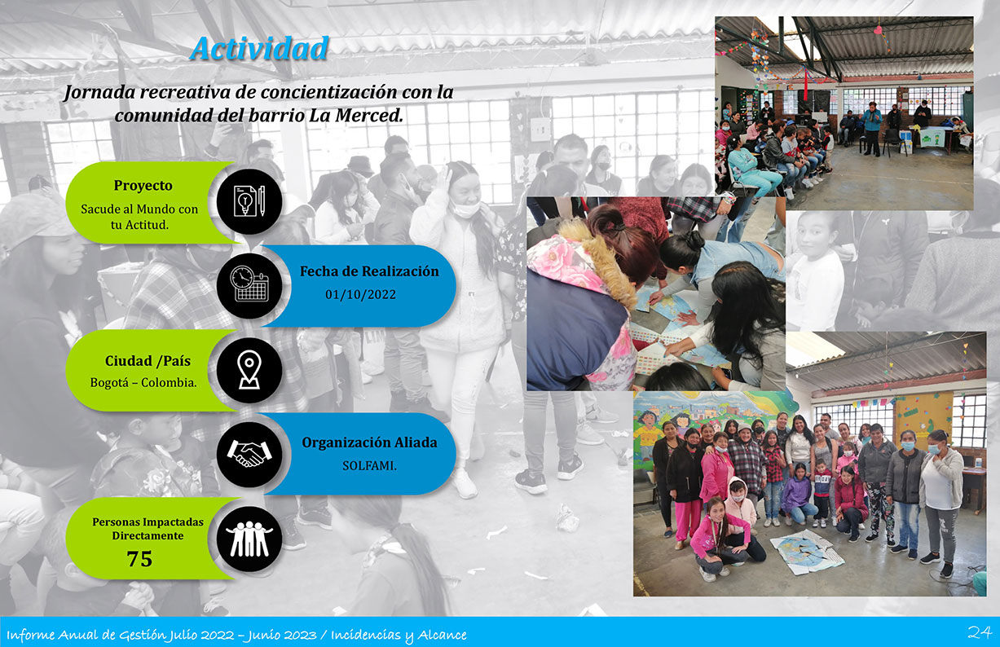 Actividad
Jornada recreativa de concientización con la
comunidad del barrio La Merced.
Proyecto
Sacude al Mundo con
tu Actitud.
Fecha de Realización
01/10/2022
Ciudad /País
Bogotá – Colombia.
Organización Aliada
SOLFAMI.
Personas Impactadas
Directamente
75
Informe Anual de Gestión Julio 2022 – Junio 2023 / Incidencias y Alcance
24